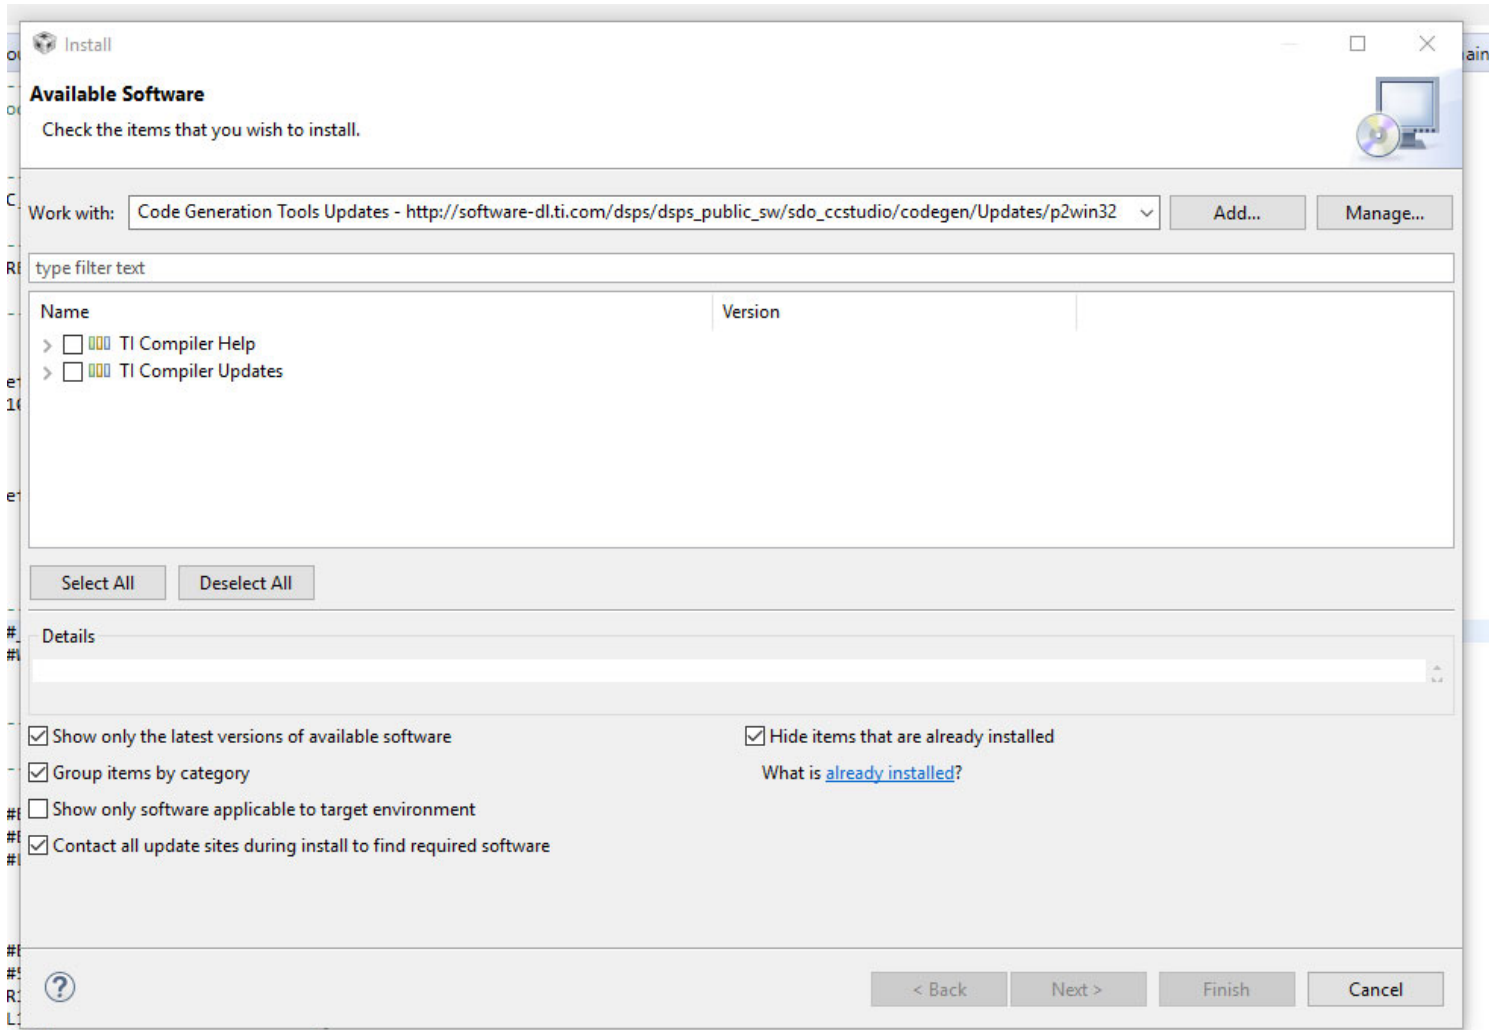 Install
Available Software
Check the items that you wish to install.
Work with: Code Generation Tools Updates - http://software-dl.ti.com/dsps/dsps_public_sw/sdo_ccstudio/codegen/Updates/p2win32 Add... Manage...
type filter text
Name Version
TI Compiler Help
TI Compiler Updates
Select All Deselect All
Details
Show only the latest versions of available software Hide items that are already installed
Group items by category What is already installed?
Show only software applicable to target environment
Contact all update sites during install to find required software
? < Back Next > Finish Cancel